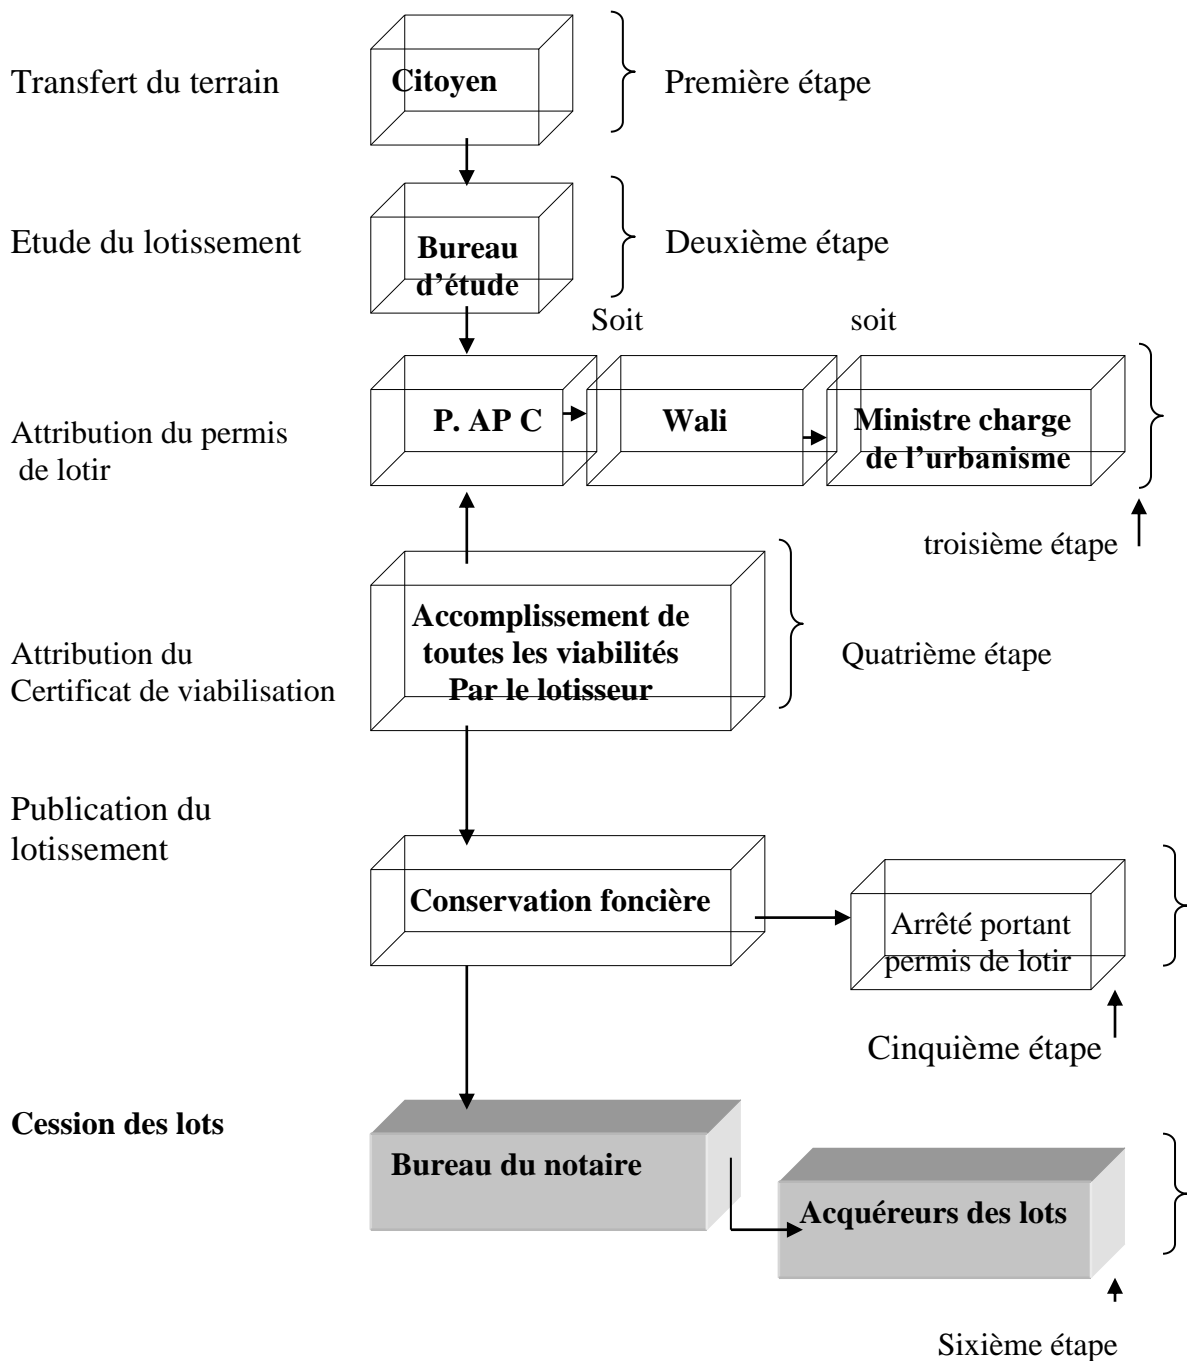 Transfert du terrain
Citoyen
Première étape
Etude du lotissement
Bureau
d’étude
Deuxième étape
Soit
soit
Attribution du permis
de lotir
P. AP C
Wali
Ministre charge
de l’urbanisme
troisième étape
Attribution du
Certificat de viabilisation
Accomplissement de
toutes les viabilités
Par le lotisseur
Quatrième étape
Publication du
lotissement
Conservation foncière
Arrêté portant
permis de lotir
Cinquième étape
Cession des lots
Bureau du notaire
Acquéreurs des lots
Sixième étape